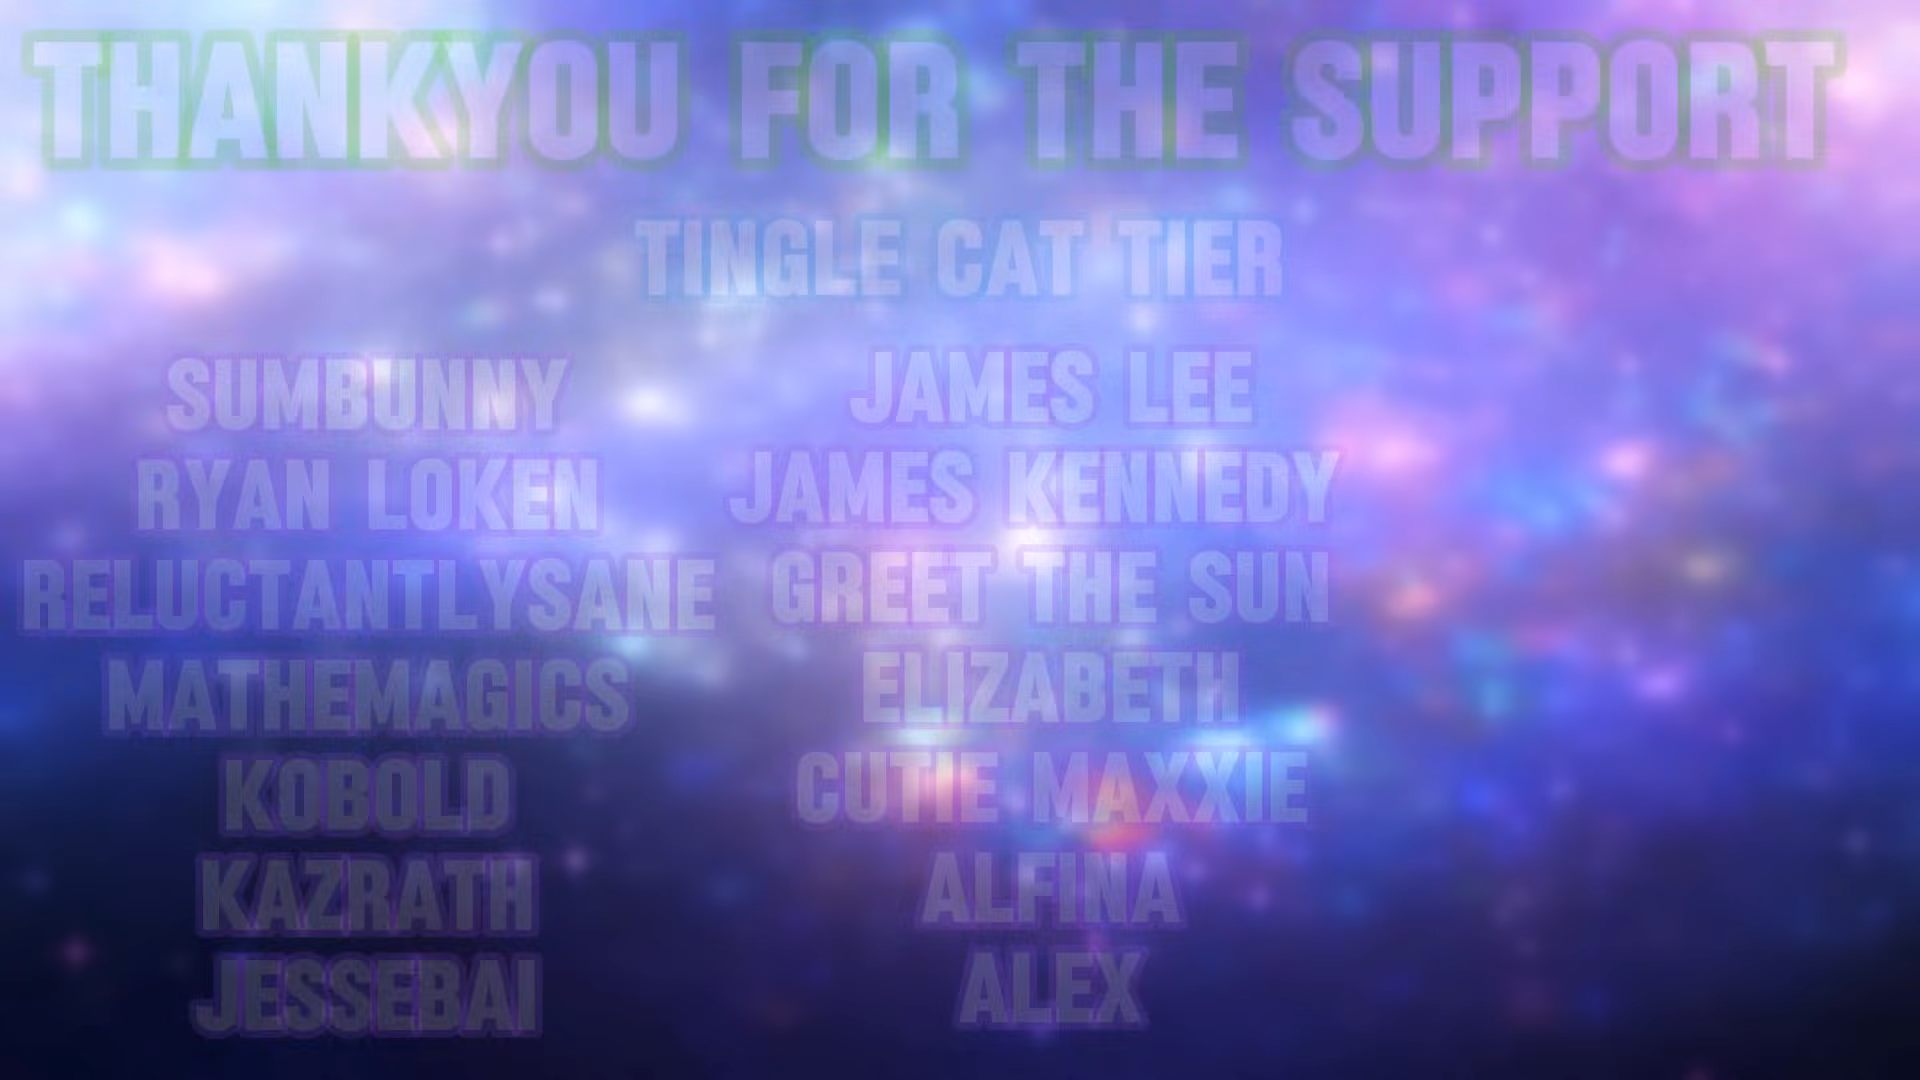 THANKYOU FOR THE SUPPORT
TINGLE CAT TIER
SUMBUNNY
RYAN LOKEN
RELUCTANTLYSANE
MATHEMAGICS
KOBOLD
KAZRATH
JESSEBAI
JAMES LEE
JAMES KENNEDY
GREET THE SUN
ELIZABETH
CUTIE MAXXIE
ALFINA
ALEX